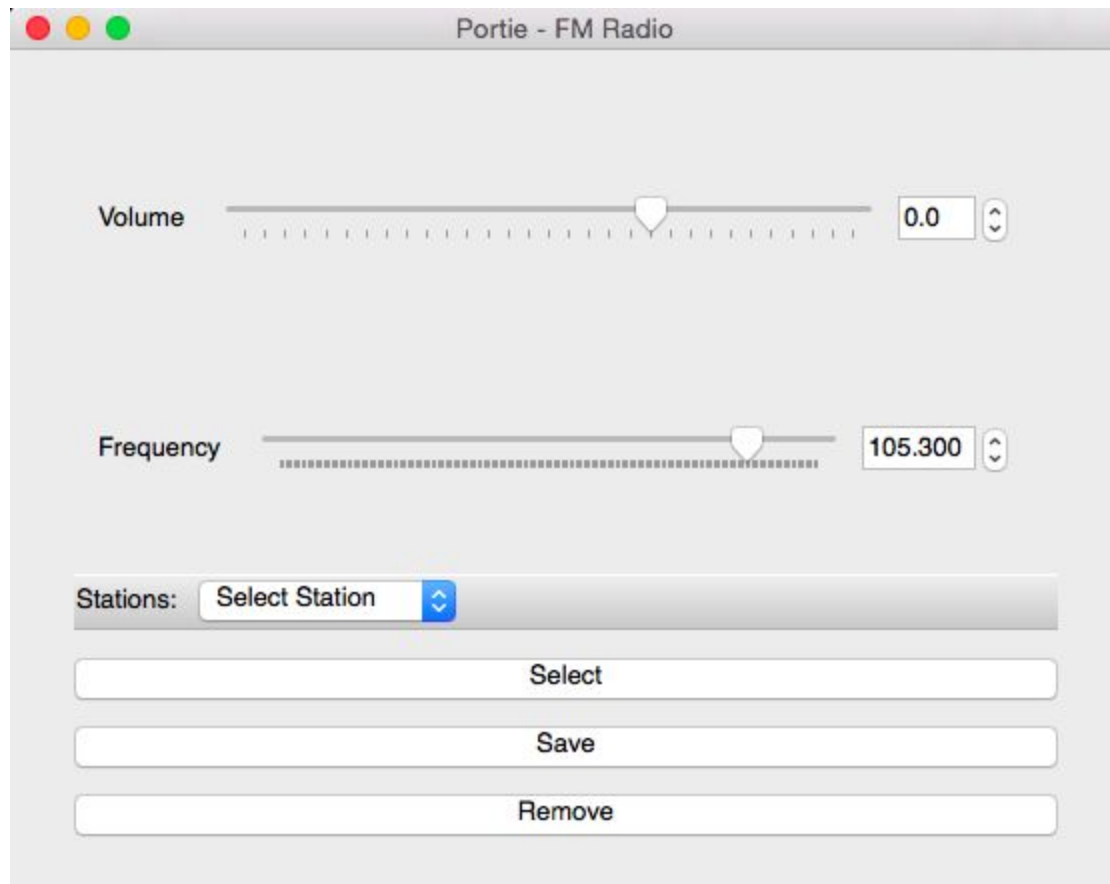 Portie - FM Radio
Volume 0.0
Frequency 105.300
Stations: Select Station
Select
Save
Remove